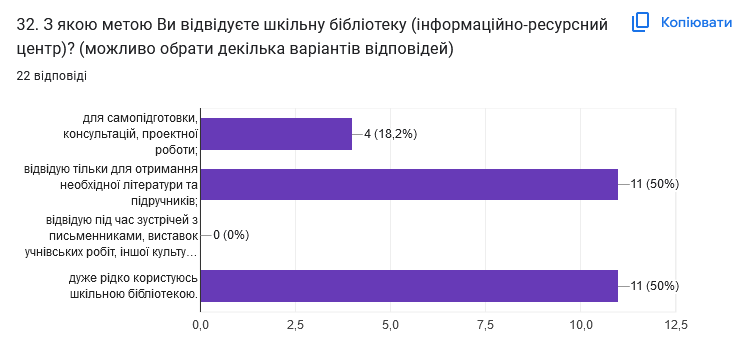 32. З якою метою Ви відвідуєте шкільну бібліотеку (інформаційно-ресурсний
центр)? (можливо обрати декілька варіантів відповідей)
Копіювати
22 відповіді
для самопідготовки,
консультацій, проектної
роботи;
4 (18,2%)
відвідую тільки для отримання
необхідної літератури та
підручників;
11 (50%)
відвідую під час зустрічей з
письменниками, виставок
учнівських робіт, іншої культу…
0 (0%)
дуже рідко користуюсь
шкільною бібліотекою.
11 (50%)
0,0 2,5 5,0 7,5 10,0 12,5